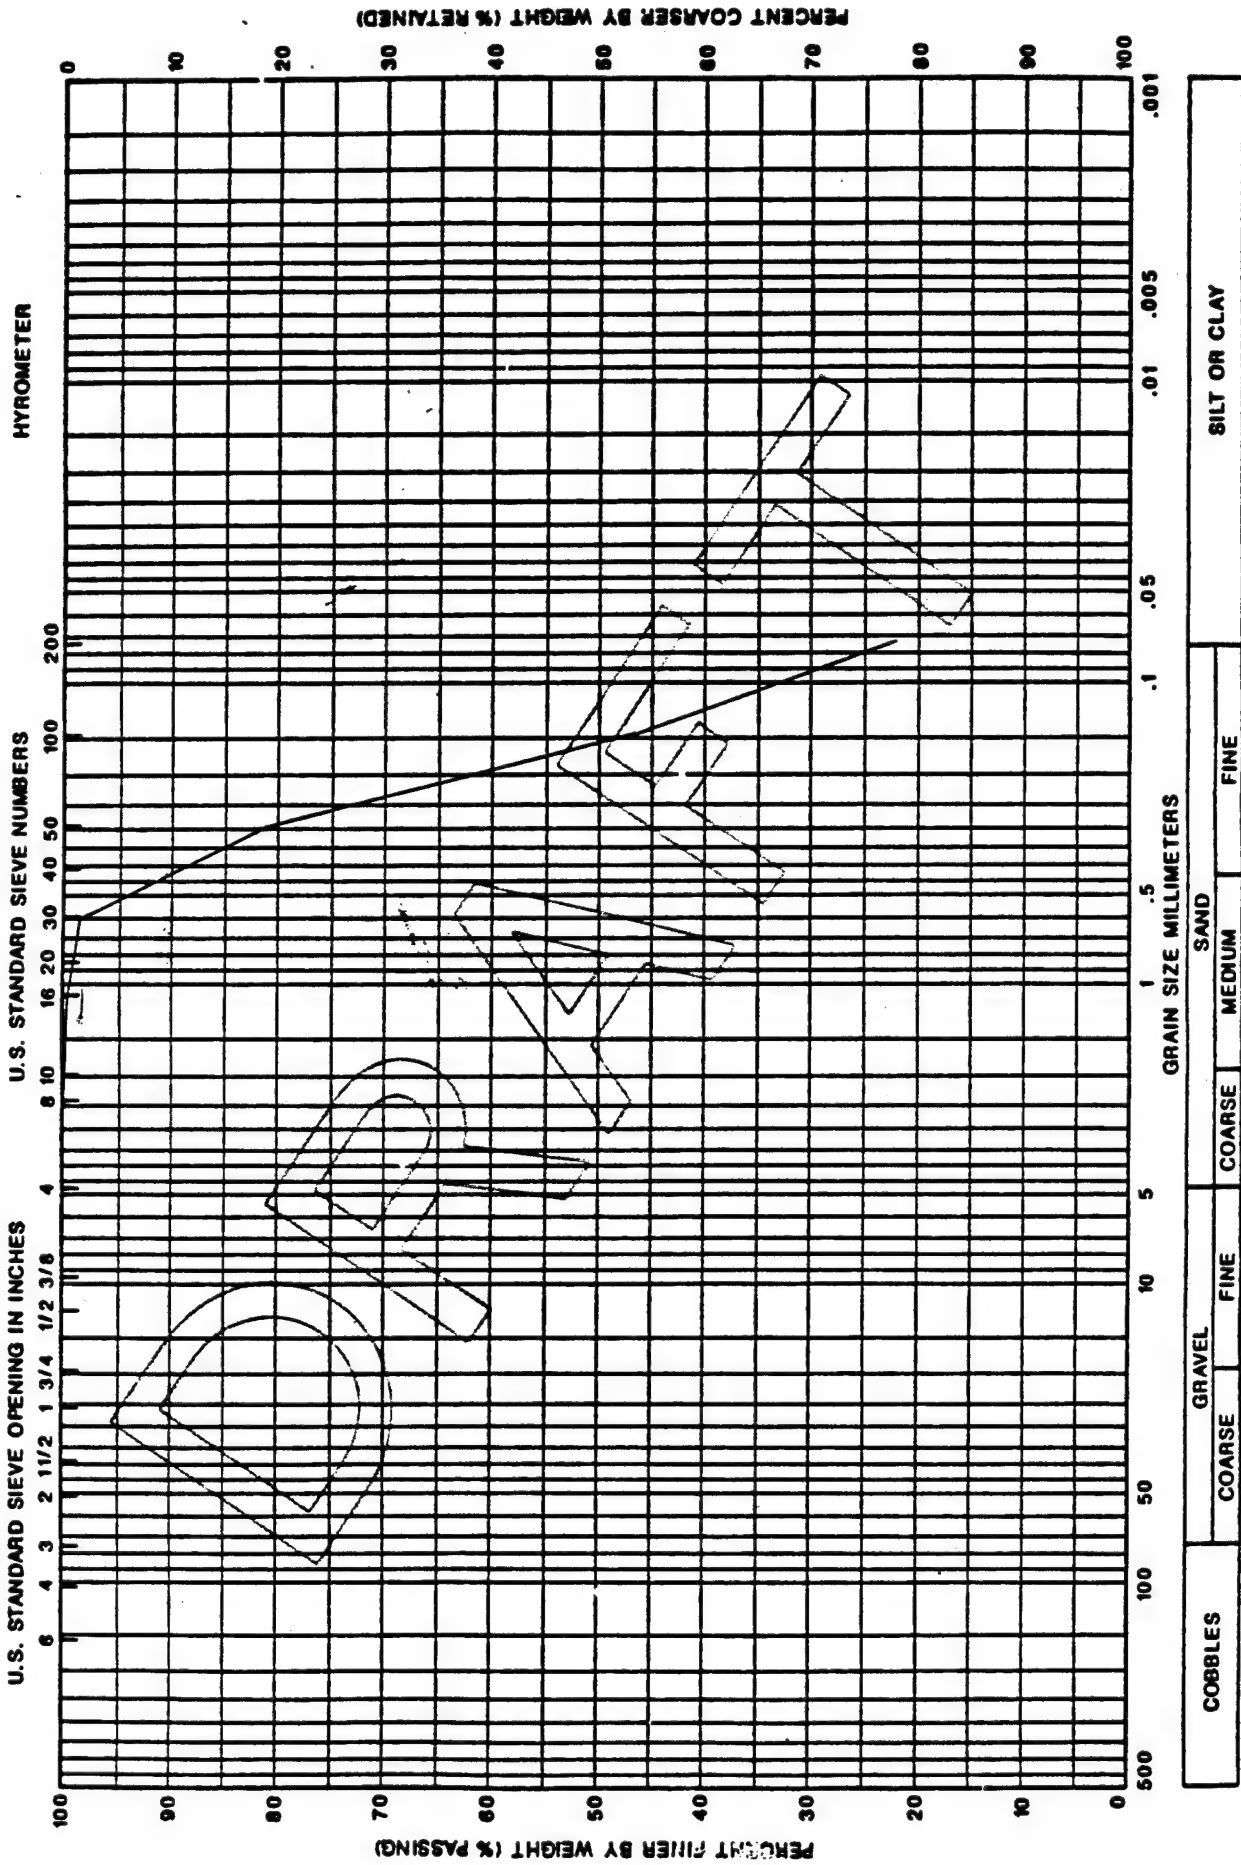 U.S. STANDARD SIEVE OPENING IN INCHES
U.S. STANDARD SIEVE NUMBERS
HYROMETER
6 4 3 2 1 1/2 1 3/4 1/2 3/8 4 8 10 16 20 30 40 50 100 200
PERCENT FINER BY WEIGHT (% PASSING)
100
90
80
70
60
50
40
30
20
10
0
PERCENT COARSER BY WEIGHT (% RETAINED)
0
10
20
30
40
50
60
70
80
90
100
DRAFT
500 100 50 10 5 1 .5 .1 .05 .01 .005 .001
GRAIN SIZE MILLIMETERS
COBBLES GRAVEL SAND SILT OR CLAY
COARSE FINE COARSE MEDIUM FINE